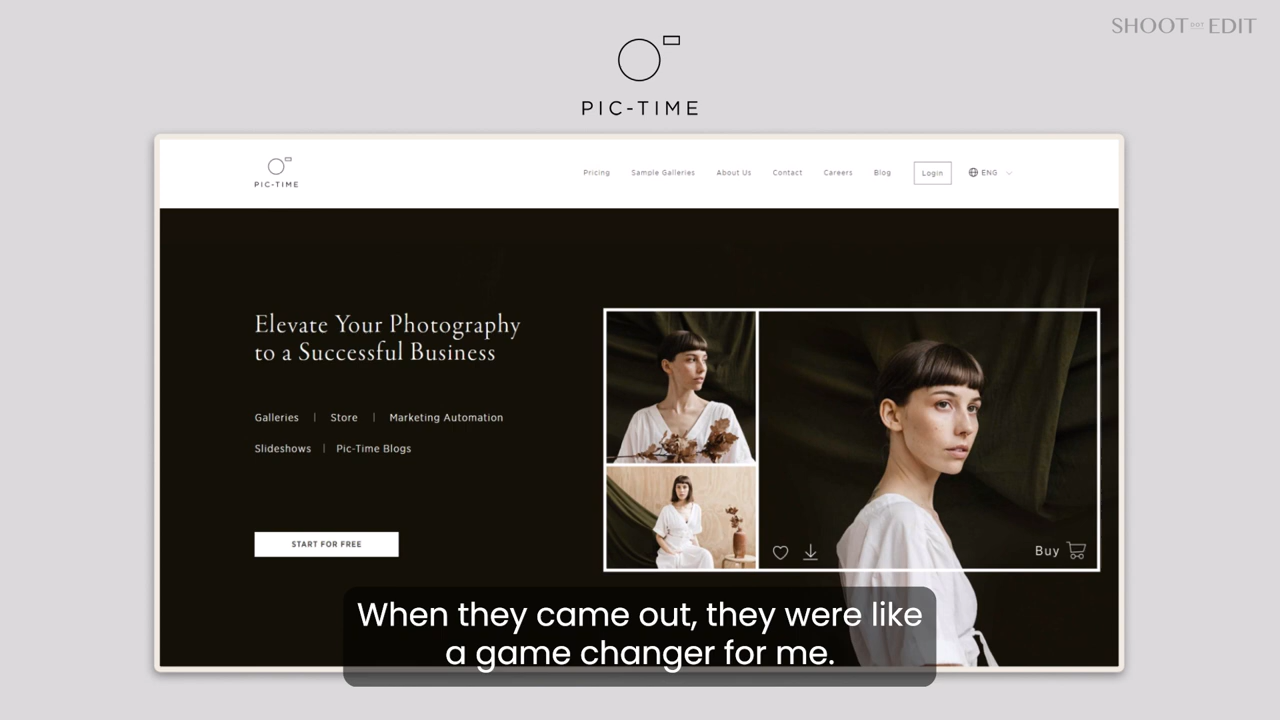 SHOOT DOT EDIT
PIC-TIME
PIC-TIME
Pricing Sample Galleries About Us Contact Careers Blog Login ENG
Elevate Your Photography
to a Successful Business
Galleries | Store | Marketing Automation
Slideshows | Pic-Time Blogs
START FOR FREE
Buy
When they came out, they were like
a game changer for me.